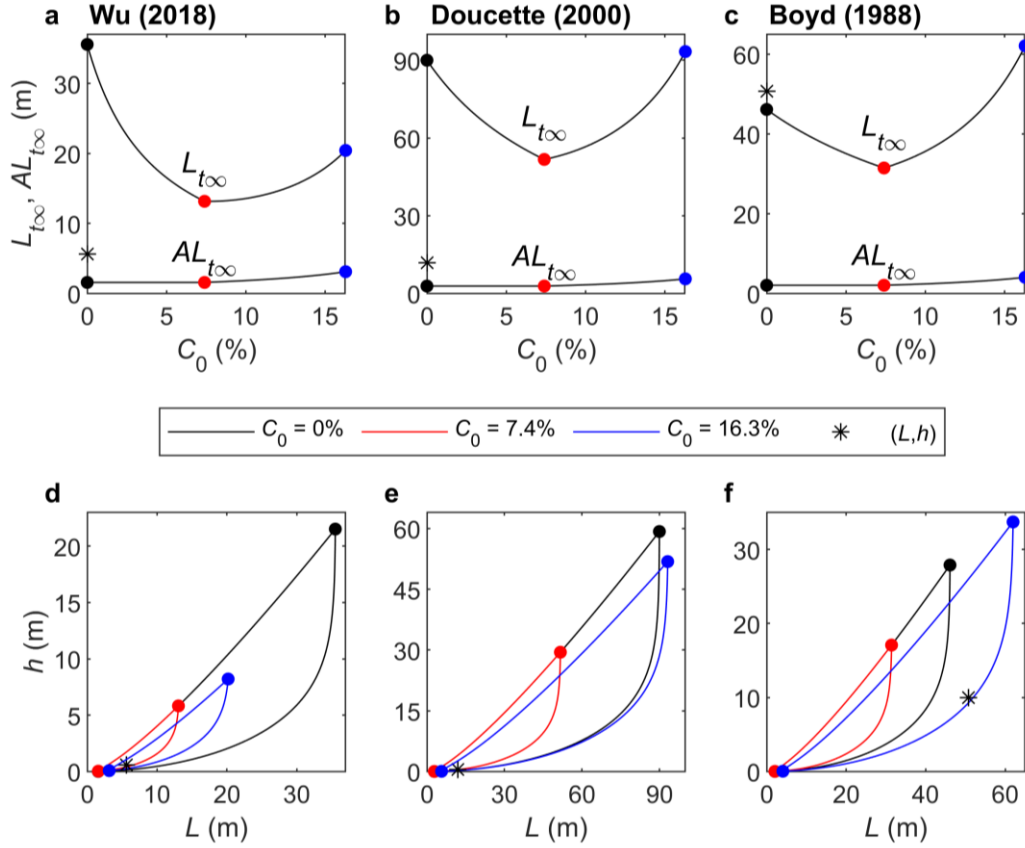 a Wu (2018) b Doucette (2000) c Boyd (1988)
L_t∞, AL_t∞ (m)
30
20
10
0
L_t∞
AL_t∞
0 5 10 15
C_0 (%)
90
60
30
0
L_t∞
AL_t∞
0 5 10 15
C_0 (%)
60
40
20
0
L_t∞
AL_t∞
0 5 10 15
C_0 (%)
C_0 = 0% C_0 = 7.4% C_0 = 16.3% (L,h)
d e f
h (m)
20
15
10
5
0
0 10 20 30
L (m)
60
45
30
15
0
0 30 60 90
L (m)
30
20
10
0
0 20 40 60
L (m)